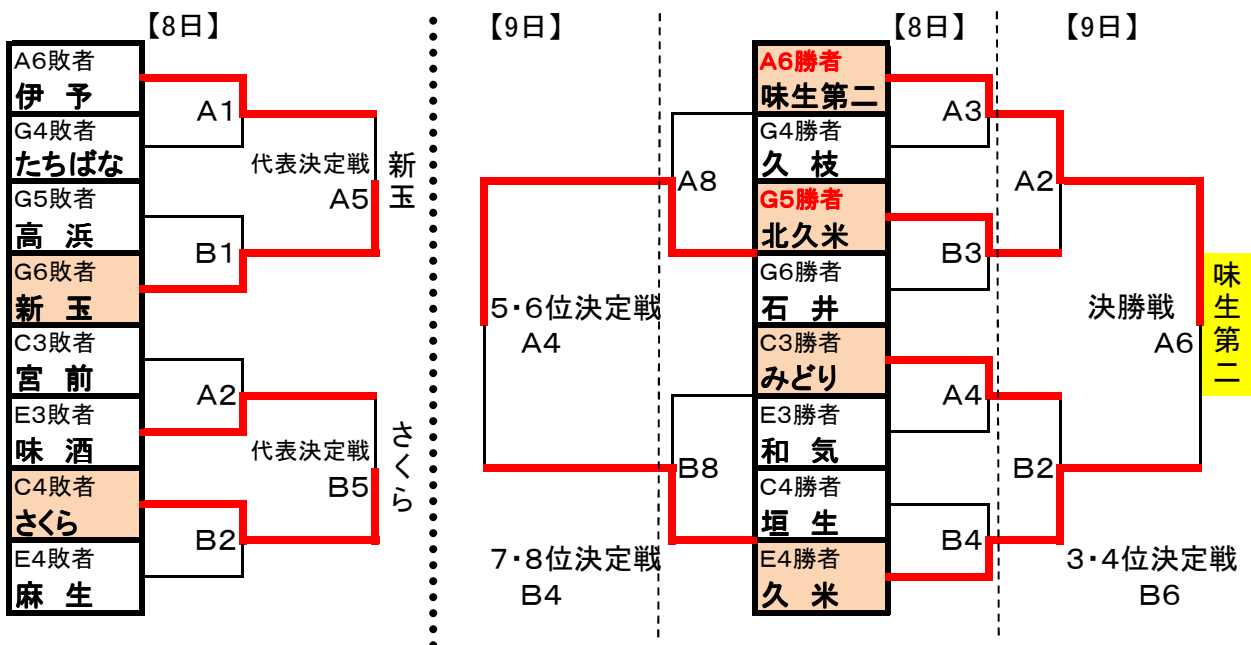 【8日】
A6敗者
伊 予
G4敗者
たちばな
G5敗者
高 浜
G6敗者
新 玉
C3敗者
宮 前
E3敗者
味 酒
C4敗者
さくら
E4敗者
麻 生
A1
B1
A2
B2
代表決定戦
A5
新玉
代表決定戦
B5
さくら
【9日】
5・6位決定戦
A4
7・8位決定戦
B4
A8
B8
【8日】
A6勝者
味生第二
G4勝者
久 枝
G5勝者
北久米
G6勝者
石 井
C3勝者
みどり
E3勝者
和 気
C4勝者
垣 生
E4勝者
久 米
A3
B3
A4
B4
【9日】
A2
B2
決勝戦
A6
味生第二
3・4位決定戦
B6